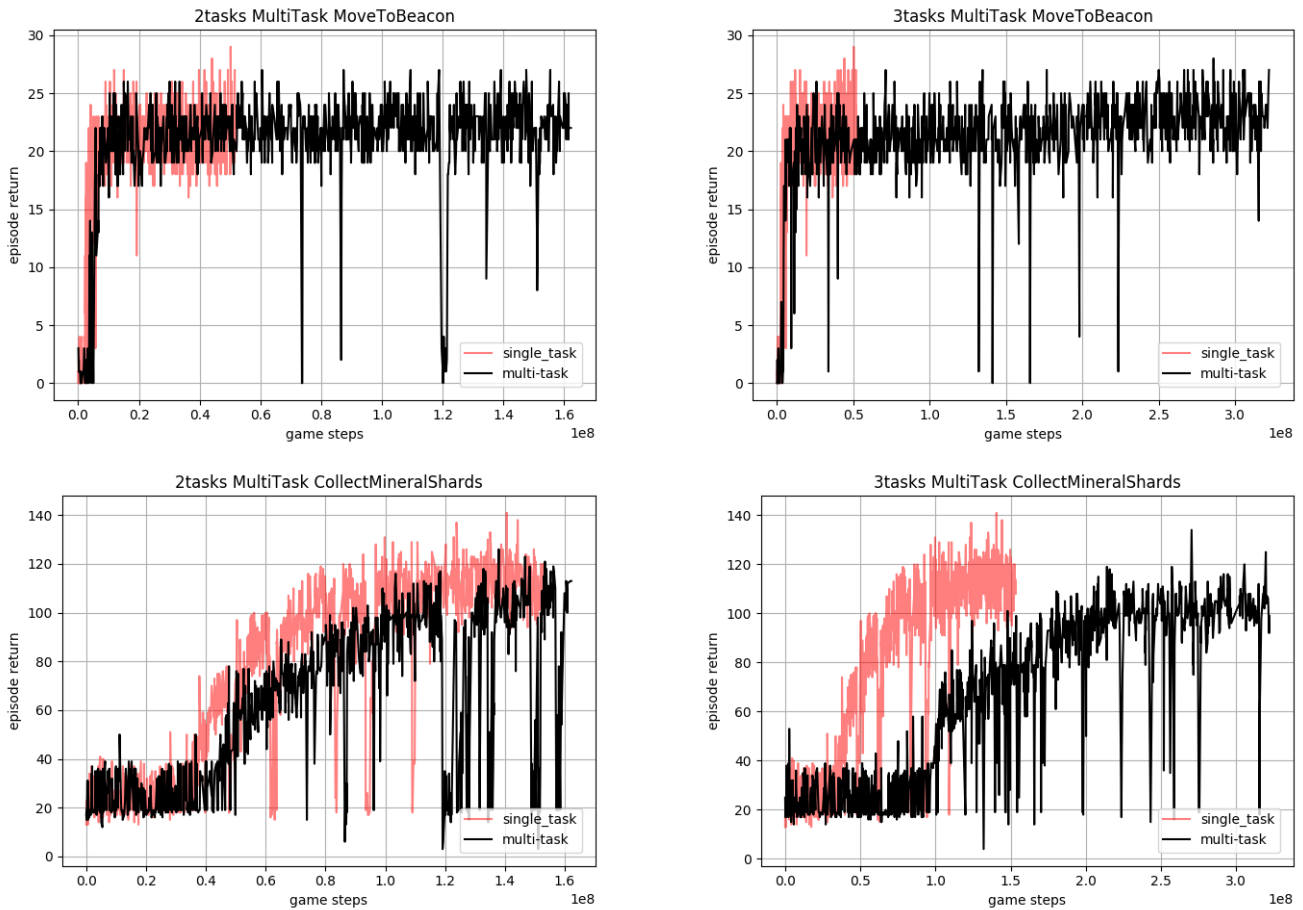 2tasks MultiTask MoveToBeacon
30
25
20
15
10
5
0
episode return
single_task
multi-task
0.0 0.2 0.4 0.6 0.8 1.0 1.2 1.4 1.6
1e8
game steps
3tasks MultiTask MoveToBeacon
30
25
20
15
10
5
0
episode return
single_task
multi-task
0.0 0.5 1.0 1.5 2.0 2.5 3.0
1e8
game steps
2tasks MultiTask CollectMineralShards
140
120
100
80
60
40
20
0
episode return
single_task
multi-task
0.0 0.2 0.4 0.6 0.8 1.0 1.2 1.4 1.6
1e8
game steps
3tasks MultiTask CollectMineralShards
140
120
100
80
60
40
20
0
episode return
single_task
multi-task
0.0 0.5 1.0 1.5 2.0 2.5 3.0
1e8
game steps